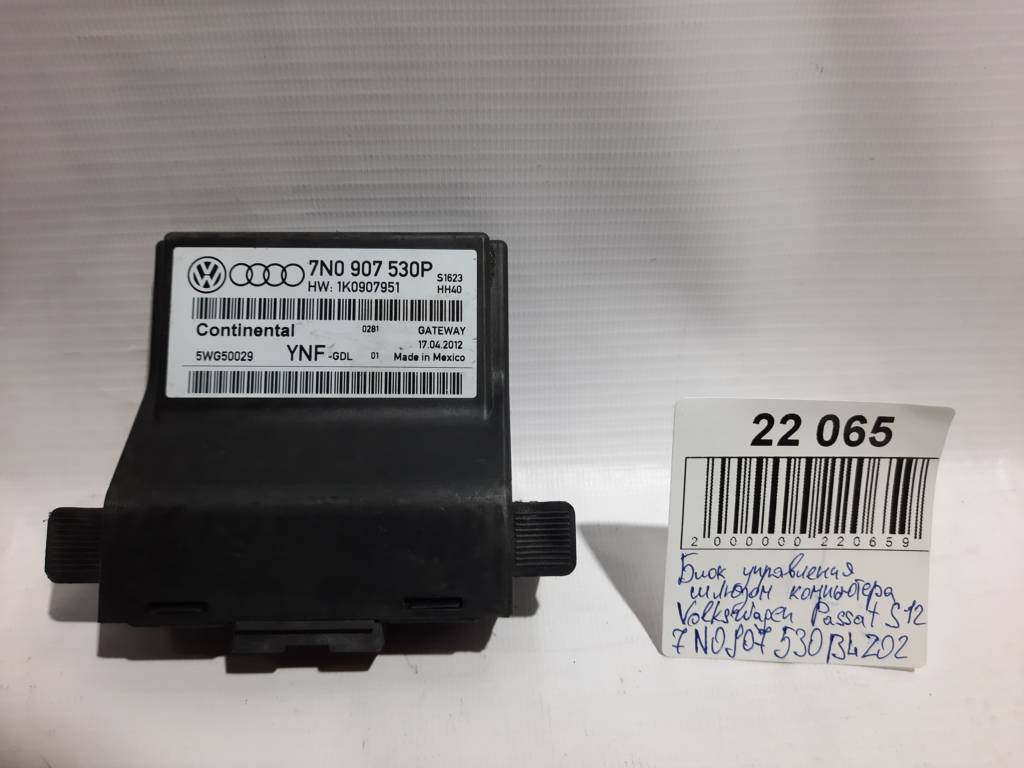 7N0 907 530P
S1623
HW: 1K0907951
HH40
Continental
0281
GATEWAY
17.04.2012
5WG50029
YNF -GDL
01
Made in Mexico
22 065
2 000000 220659
Блок управления
шлюзом компьютера
Volkswagen Passat S12
7N0907530 B4Z02